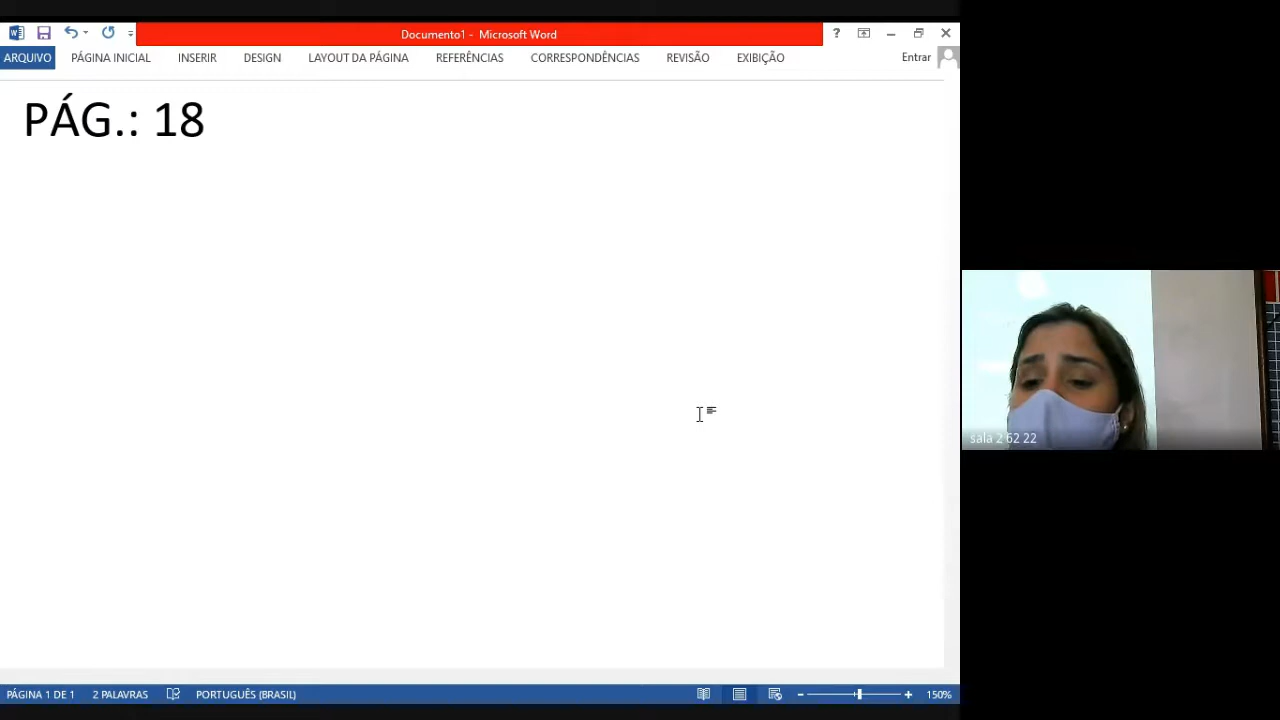 Documento1 - Microsoft Word
?
ARQUIVO PÁGINA INICIAL INSERIR DESIGN LAYOUT DA PÁGINA REFERÊNCIAS CORRESPONDÊNCIAS REVISÃO EXIBIÇÃO Entrar
PÁG.: 18
sala 2 62 22
PÁGINA 1 DE 1 2 PALAVRAS PORTUGUÊS (BRASIL) 150%